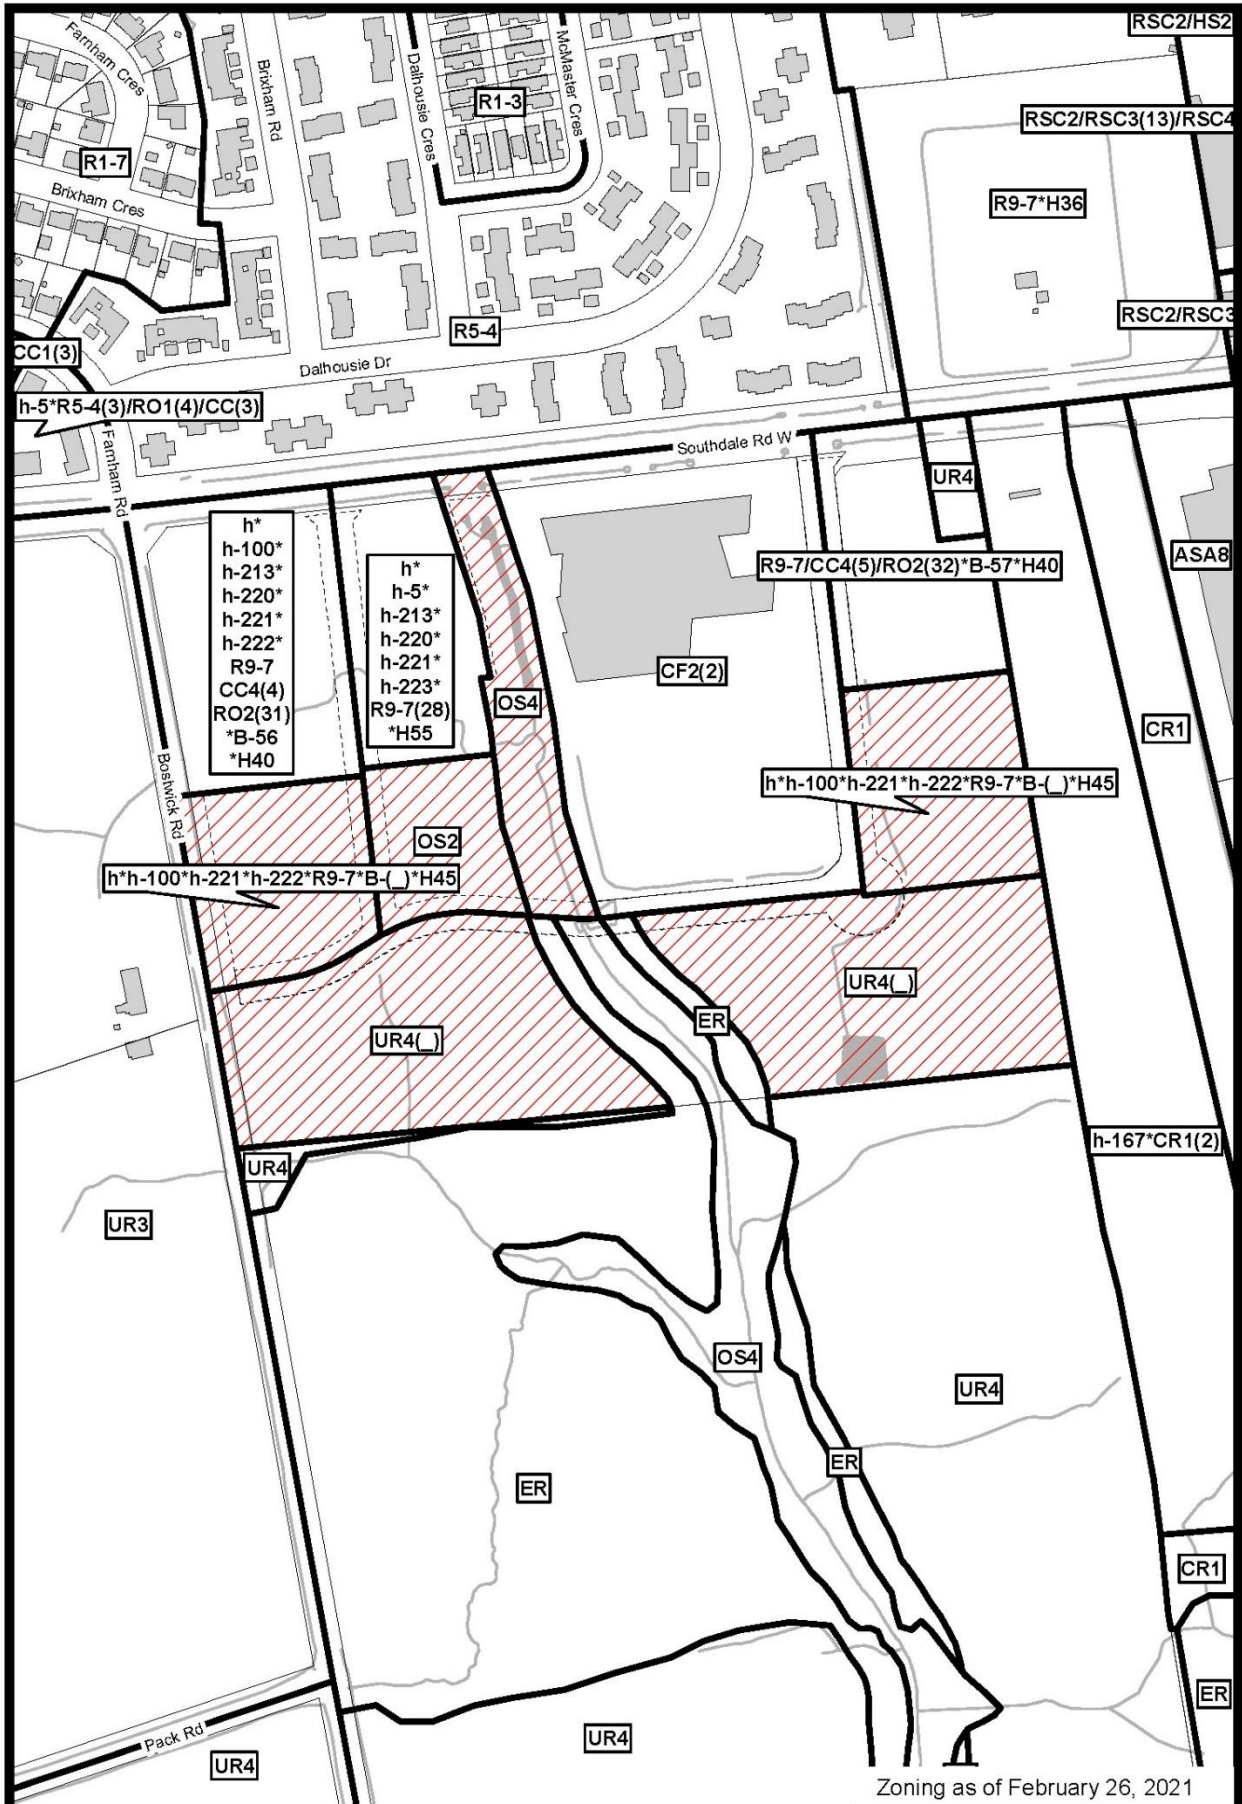 RSC2/HS2
Farnham Cres
Brixham Rd
Dalhousie Cres
McMaster Cres
R1-3
RSC2/RSC3(13)/RSC4
R1-7
Brixham Cres
R9-7*H36
R5-4
RSC2/RSC3
CC1(3)
Dalhousie Dr
h-5*R5-4(3)/RO1(4)/CC(3)
Farnham Rd
Southdale Rd W
UR4
h*
h-100*
h-213*
h-220*
h-221*
h-222*
R9-7
CC4(4)
RO2(31)
*B-56
*H40
h*
h-5*
h-213*
h-220*
h-221*
h-223*
R9-7(28)
*H55
R9-7/CC4(5)/RO2(32)*B-57*H40
ASA8
CF2(2)
OS4
CR1
Bostwick Rd
h*h-100*h-221*h-222*R9-7*B-(_)*H45
OS2
h*h-100*h-221*h-222*R9-7*B-(_)*H45
UR4(_)
ER
UR4(_)
h-167*CR1(2)
UR4
UR3
OS4
UR4
ER
ER
CR1
ER
Pack Rd
UR4
UR4
Zoning as of February 26, 2021